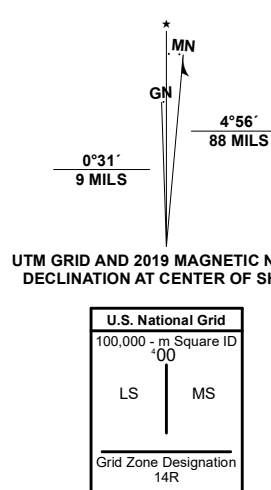 ★
MN
GN
4°56´
88 MILS
0°31´
9 MILS
UTM GRID AND 2019 MAGNETIC N
DECLINATION AT CENTER OF S
U.S. National Grid
100,000 - m Square ID
⁴00
LS MS
Grid Zone Designation
14R